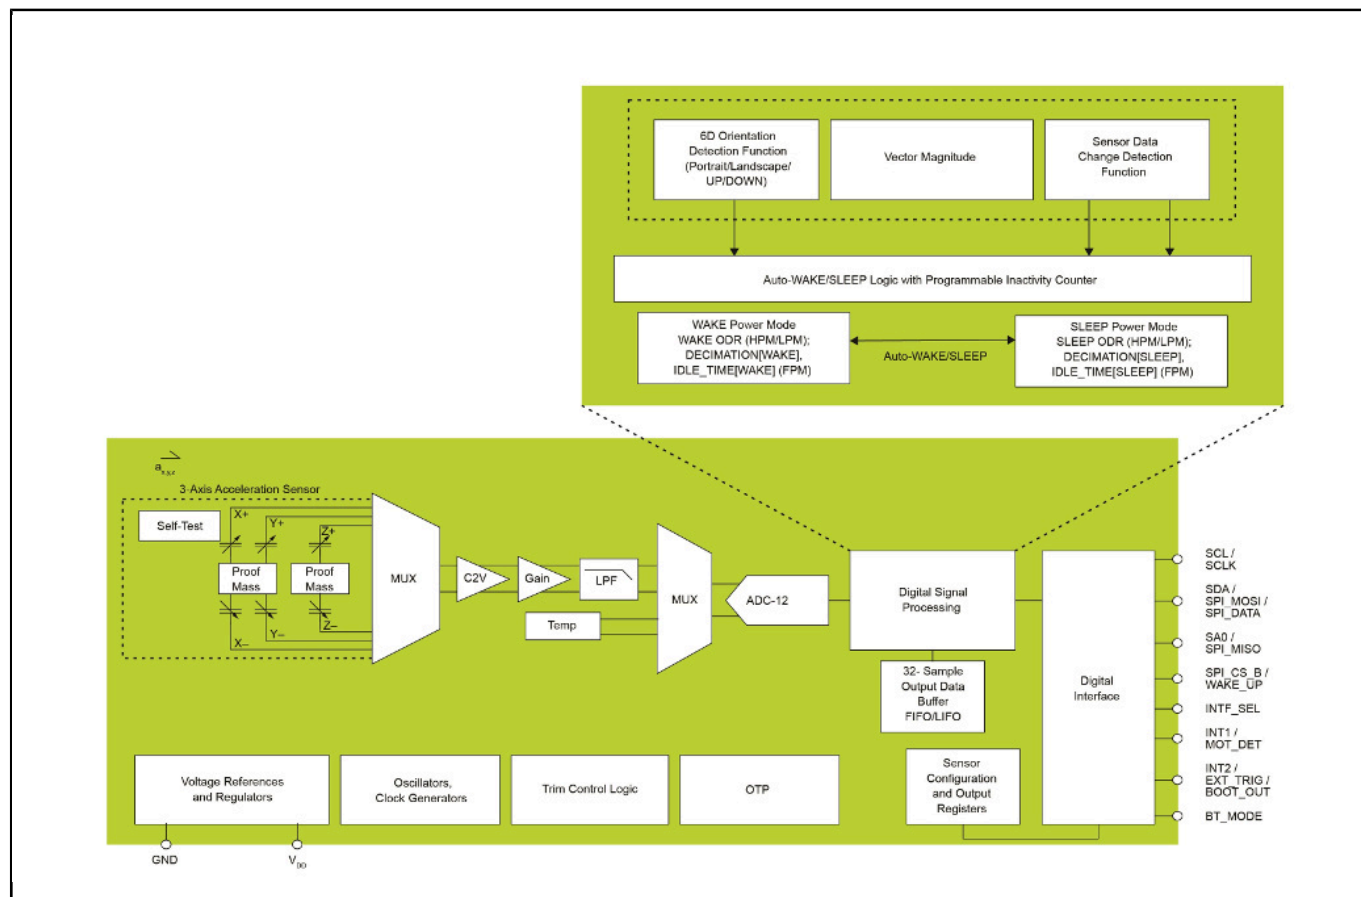 6D Orientation
Detection Function
(Portrait/Landscape/
UP/DOWN)
Vector Magnitude
Sensor Data
Change Detection
Function
Auto-WAKE/SLEEP Logic with Programmable Inactivity Counter
WAKE Power Mode
WAKE ODR (HPM/LPM);
DECIMATION[WAKE],
IDLE_TIME[WAKE] (FPM)
Auto-WAKE/SLEEP
SLEEP Power Mode
SLEEP ODR (HPM/LPM);
DECIMATION[SLEEP],
IDLE_TIME[SLEEP] (FPM)
a x,y,z
3-Axis Acceleration Sensor
Self-Test
X+
Y+
Z+
Proof
Mass
Proof
Mass
X–
Y–
Z–
MUX
C2V
Gain
LPF
Temp
MUX
ADC-12
Digital Signal
Processing
32- Sample
Output Data
Buffer
FIFO/LIFO
Digital
Interface
Sensor
Configuration
and Output
Registers
SCL /
SCLK
SDA /
SPI_MOSI /
SPI_DATA
SA0 /
SPI_MISO
SPI_CS_B /
WAKE_UP
INTF_SEL
INT1 /
MOT_DET
INT2 /
EXT_TRIG /
BOOT_OUT
BT_MODE
Voltage References
and Regulators
Oscillators,
Clock Generators
Trim Control Logic
OTP
GND
VDD